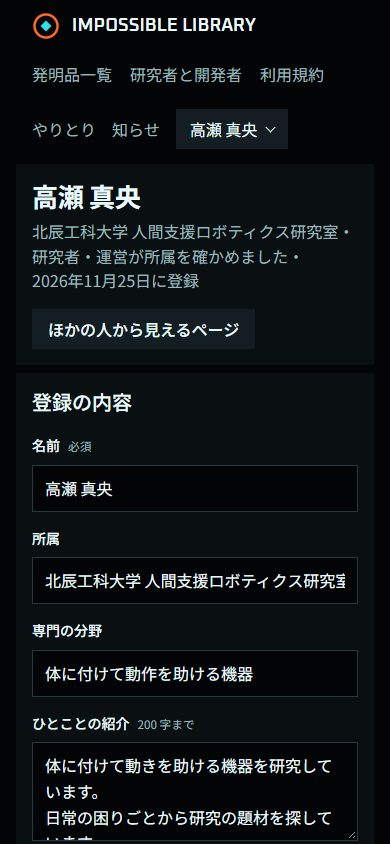 IMPOSSIBLE LIBRARY
発明品一覧 研究者と開発者 利用規約
やりとり 知らせ 高瀬 真央
高瀬 真央
北辰工科大学 人間支援ロボティクス研究室・
研究者・運営が所属を確かめました・
2026年11月25日に登録
ほかの人から見えるページ
登録の内容
名前 必須
高瀬 真央
所属
北辰工科大学 人間支援ロボティクス研究室
専門の分野
体に付けて動作を助ける機器
ひとことの紹介 200 字まで
体に付けて動きを助ける機器を研究して
います。
日常の困りごとから研究の題材を探して